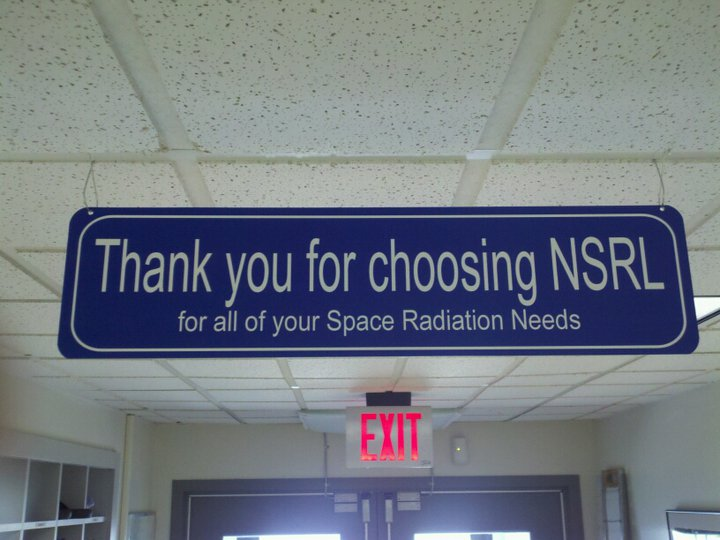 Thank you for choosing NSRL
for all of your Space Radiation Needs
EXIT